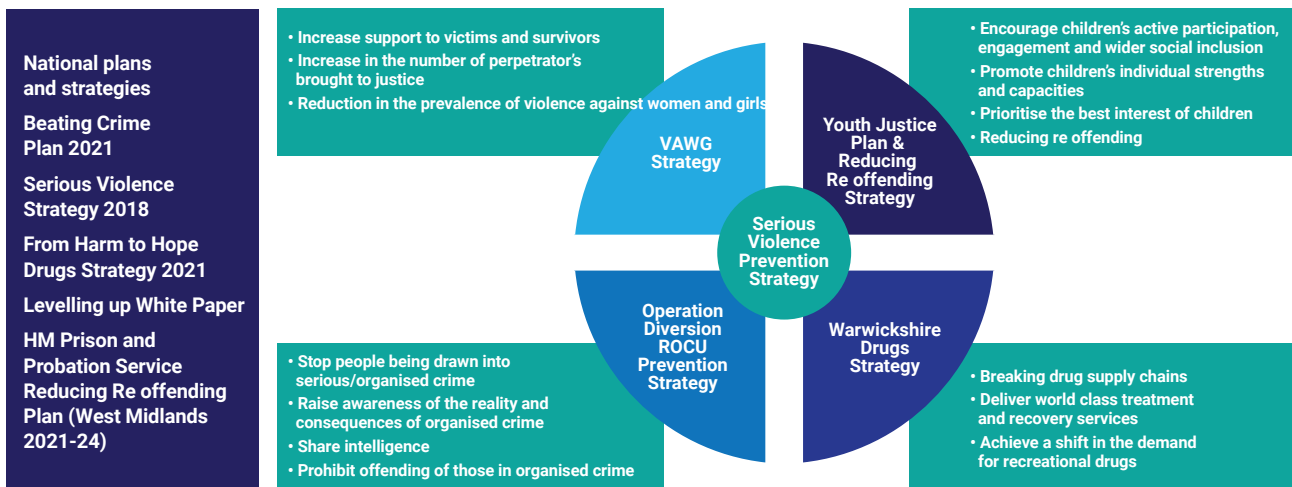 National plans
and strategies
Beating Crime
Plan 2021
Serious Violence
Strategy 2018
From Harm to Hope
Drugs Strategy 2021
Levelling up White Paper
HM Prison and
Probation Service
Reducing Re offending
Plan (West Midlands
2021-24)
• Increase support to victims and survivors
• Increase in the number of perpetrator’s
brought to justice
• Reduction in the prevalence of violence against women and girls
VAWG
Strategy
Youth Justice
Plan &
Reducing
Re offending
Strategy
• Encourage children’s active participation,
engagement and wider social inclusion
• Promote children’s individual strengths
and capacities
• Prioritise the best interest of children
• Reducing re offending
Serious
Violence
Prevention
Strategy
• Stop people being drawn into
serious/organised crime
• Raise awareness of the reality and
consequences of organised crime
• Share intelligence
• Prohibit offending of those in organised crime
Operation
Diversion
ROCU
Prevention
Strategy
Warwickshire
Drugs
Strategy
• Breaking drug supply chains
• Deliver world class treatment
and recovery services
• Achieve a shift in the demand
for recreational drugs